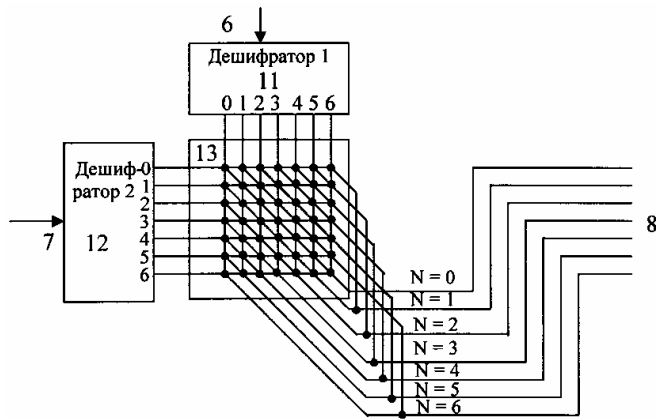 6
Дешифратор 1
11
0 1 2 3 4 5 6
13
Дешиф-0
ратор 2 1
2
3
7 12 4
5
6
8
N = 0
N = 1
N = 2
N = 3
N = 4
N = 5
N = 6